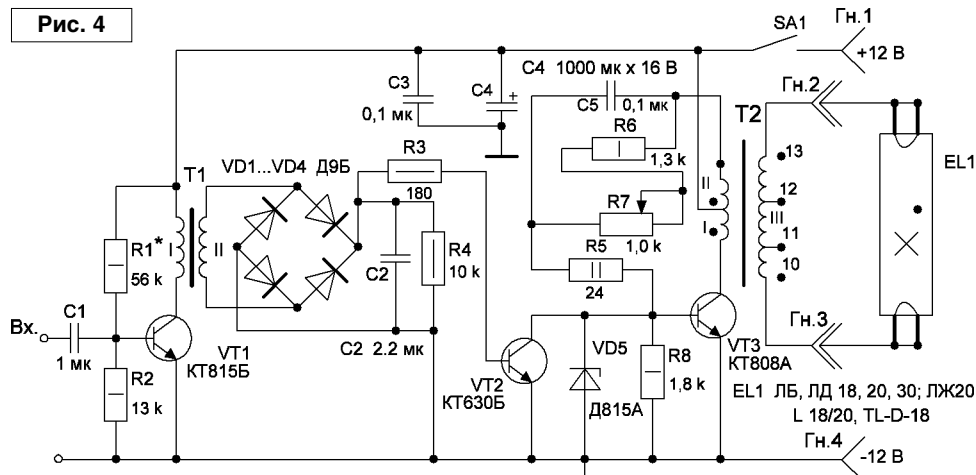 Рис. 4
SA1
Гн.1
+12 В
C4 1000 мк x 16 В
C3
0,1 мк
C4
+
C5
0,1 мк
Гн.2
T2
R6
1,3 k
13
EL1
R3
180
T1
VD1...VD4 Д9Б
II
12
III
R7
1,0 k
I
11
R1*
56 k
I
II
R4
10 k
C2
R5
24
10
C1
1 мк
Вх.
VT1
КТ815Б
C2 2.2 мк
VT3
КТ808А
Гн.3
R2
13 k
VT2
КТ630Б
VD5
Д815А
R8
1,8 k
EL1 ЛБ, ЛД 18, 20, 30; ЛЖ20
L 18/20, TL-D-18
Гн.4
-12 В